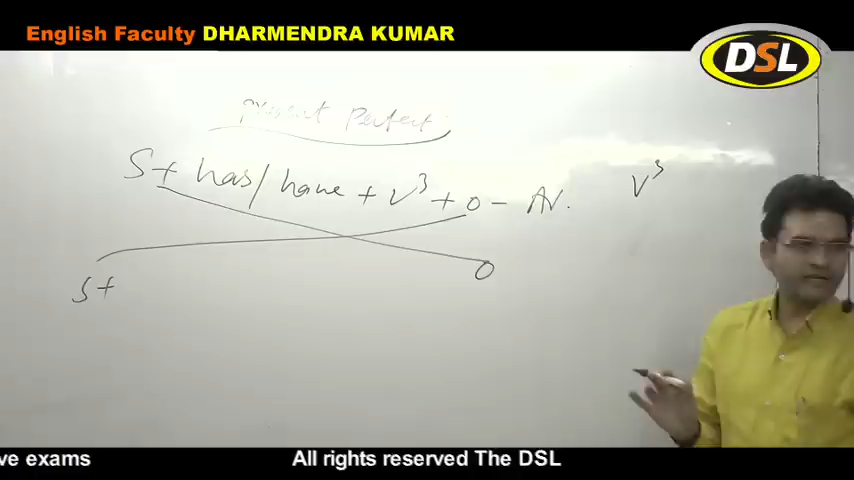 English Faculty DHARMENDRA KUMAR
DSL
Present Perfect
S+ has/have + V³ + O - AV.
V³
S+
O
ve exams
All rights reserved The DSL